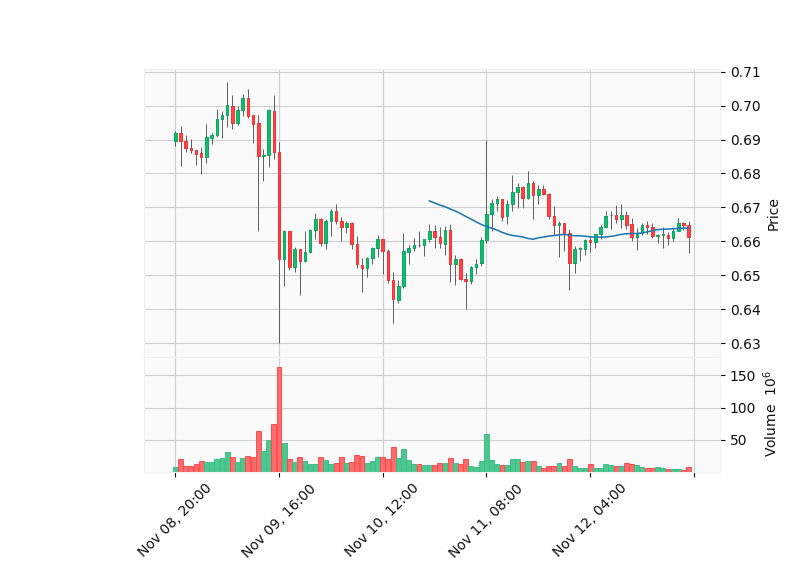 0.71
0.70
0.69
0.68
0.67
0.66
0.65
0.64
0.63
Price
150
100
50
Volume 10^6
Nov 08, 20:00
Nov 09, 16:00
Nov 10, 12:00
Nov 11, 08:00
Nov 12, 04:00